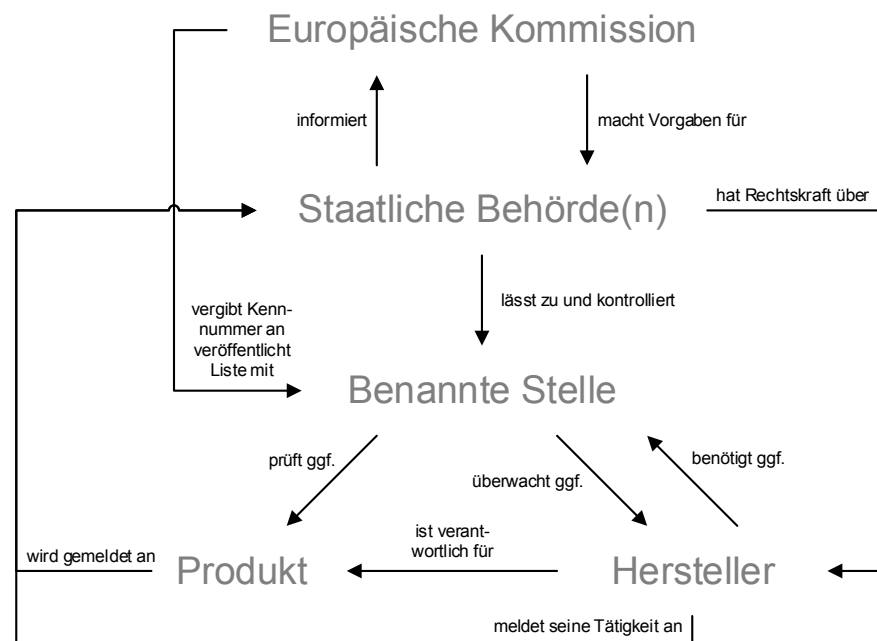 Europäische Kommission
informiert
macht Vorgaben für
Staatliche Behörde(n)
hat Rechtskraft über
lässt zu und kontrolliert
vergibt Kenn-
nummer an
veröffentlicht
Liste mit
Benannte Stelle
prüft ggf.
überwacht ggf.
benötigt ggf.
ist verant-
wortlich für
wird gemeldet an
Produkt
Hersteller
meldet seine Tätigkeit an